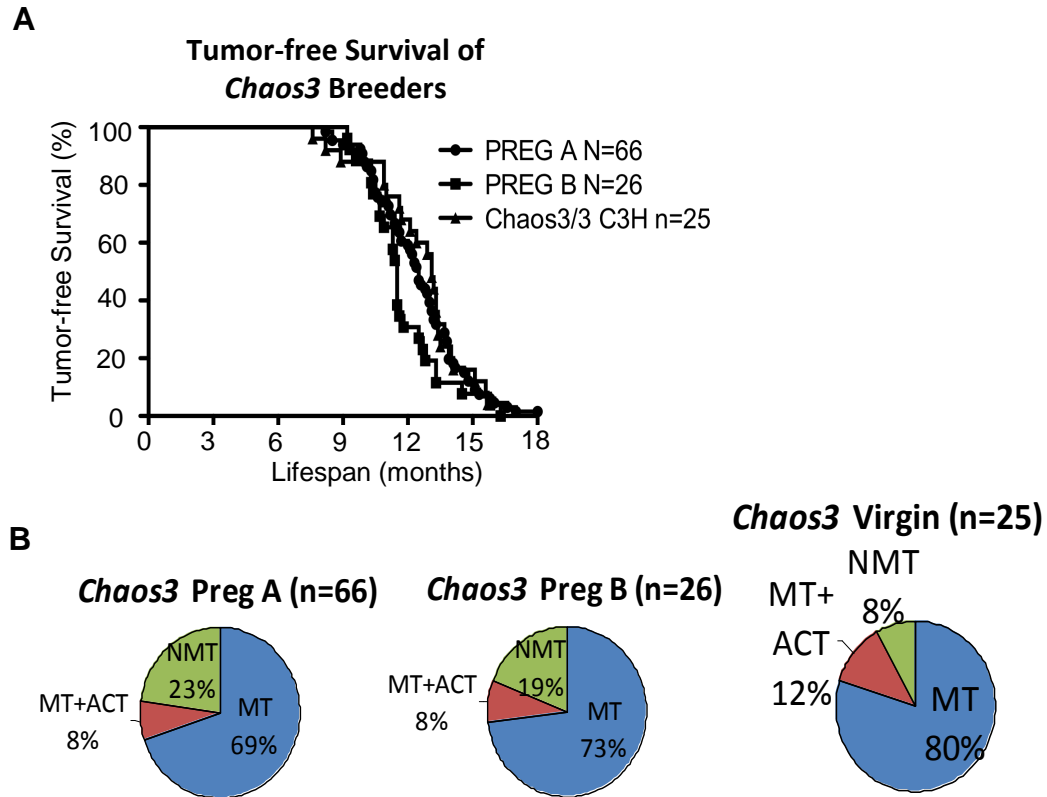 A
Tumor-free Survival of
Chaos3 Breeders
Tumor-free Survival (%)
100
80
60
40
20
0
0 3 6 9 12 15 18
Lifespan (months)
PREG A N=66
PREG B N=26
Chaos3/3 C3H n=25
B
Chaos3 Preg A (n=66)
NMT
23%
MT+ACT
8%
MT
69%
Chaos3 Preg B (n=26)
NMT
19%
MT+ACT
8%
MT
73%
Chaos3 Virgin (n=25)
NMT
8%
MT+
ACT
12%
MT
80%